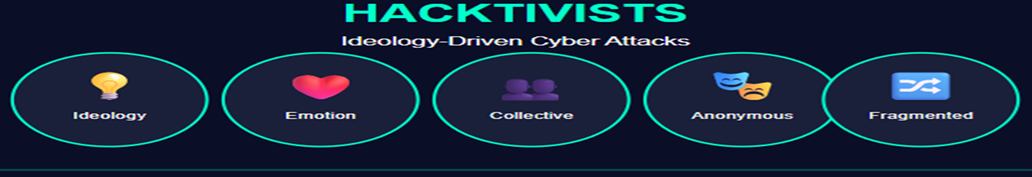 HACKTIVISTS
Ideology-Driven Cyber Attacks
Ideology
Emotion
Collective
Anonymous
Fragmented